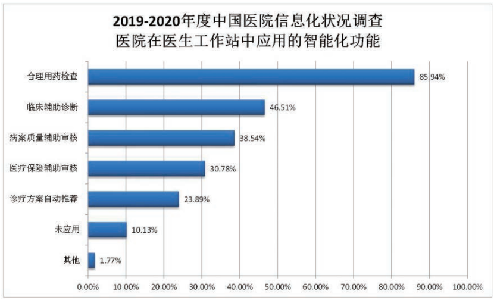 2019-2020年度中国医院信息化状况调查
医院在医生工作站中应用的智能化功能
合理用药检查
85.94%
临床辅助诊断
46.51%
病案质量辅助审核
38.54%
医疗保险辅助审核
30.78%
诊疗方案自动推荐
23.89%
未应用
10.13%
其他
1.77%
0.00% 10.00% 20.00% 30.00% 40.00% 50.00% 60.00% 70.00% 80.00% 90.00% 100.00%